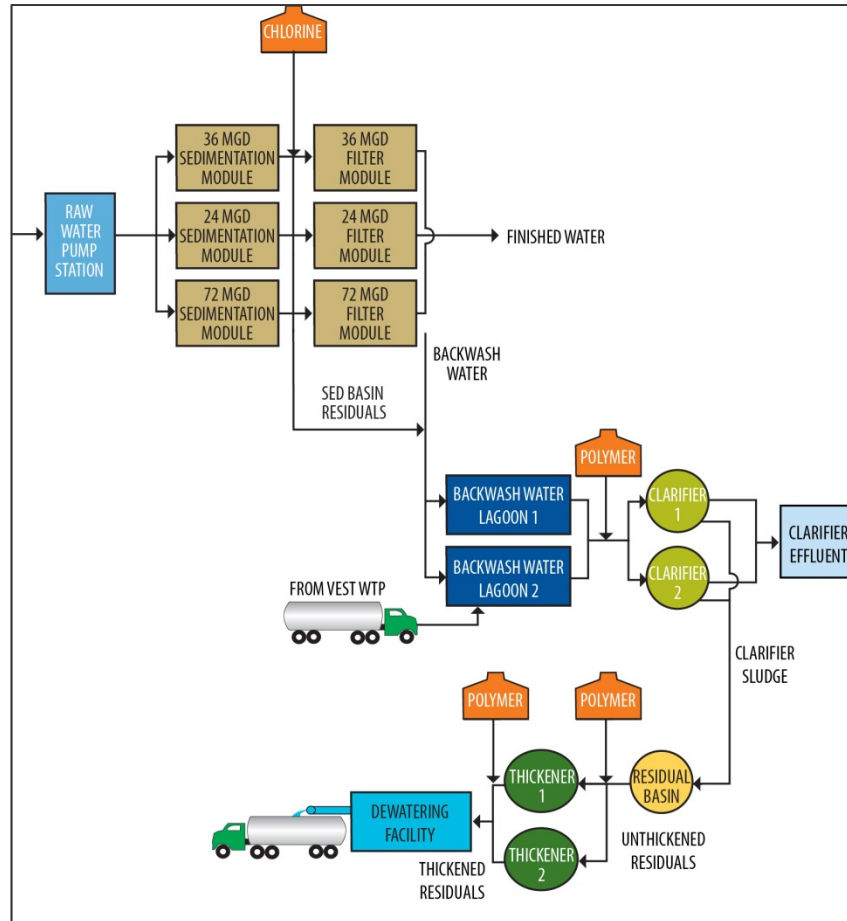 CHLORINE
36 MGD
SEDIMENTATION
MODULE
36 MGD
FILTER
MODULE
RAW
WATER
PUMP
STATION
24 MGD
SEDIMENTATION
MODULE
24 MGD
FILTER
MODULE
FINISHED WATER
72 MGD
SEDIMENTATION
MODULE
72 MGD
FILTER
MODULE
BACKWASH
WATER
SED BASIN
RESIDUALS
POLYMER
BACKWASH WATER
LAGOON 1
CLARIFIER
1
CLARIFIER
EFFLUENT
BACKWASH WATER
LAGOON 2
CLARIFIER
2
FROM VEST WTP
CLARIFIER
SLUDGE
POLYMER
POLYMER
THICKENER
1
RESIDUAL
BASIN
DEWATERING
FACILITY
UNTHICKENED
RESIDUALS
THICKENER
2
THICKENED
RESIDUALS